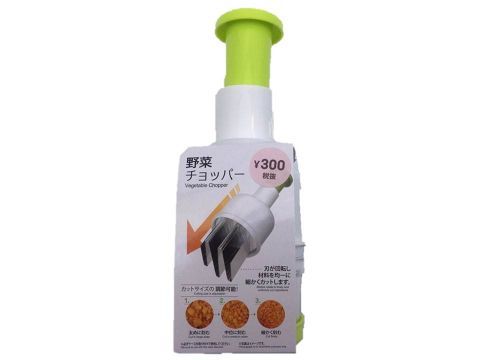 野菜
チョッパー
Vegetable Chopper
¥300
税抜
刃が回転し
材料を均一に
細かくカットします。
カットサイズの調節可能!
1.
2.
3.
太めに刻む
中位に刻む
細かく刻む